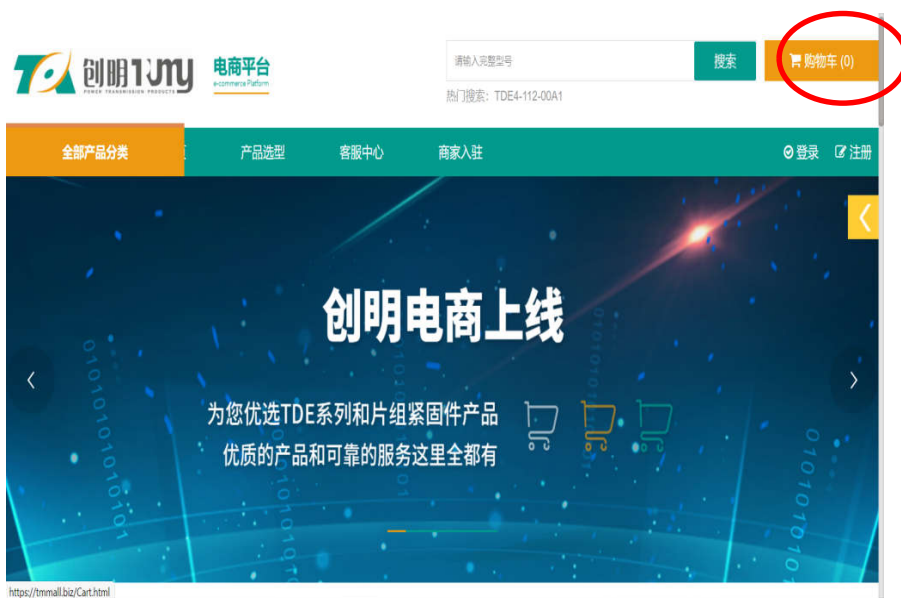 创明
POWER TRANSMISSION PRODUCTS
电商平台
e-commerce Platform
请输入完整型号
搜索
购物车 (0)
热门搜索: TDE4-112-00A1
全部产品分类
产品选型
客服中心
商家入驻
登录
注册
创明电商上线
为您优选TDE系列和片组紧固件产品
优质的产品和可靠的服务这里全都有
https://tmmall.biz/Cart.html